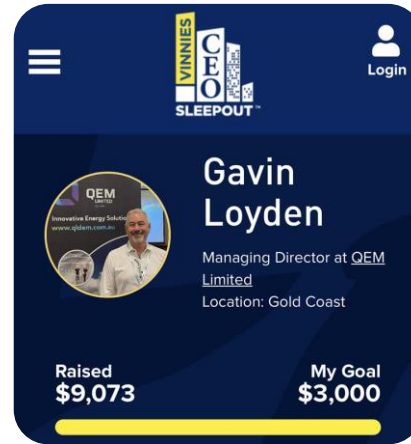 VINNIES
CEO
SLEEPOUT™
Login
QEM
LIMITED
Innovative Energy Solutio
www.qldem.com.au
Gavin
Loyden
Managing Director at QEM
Limited
Location: Gold Coast
Raised
$9,073
My Goal
$3,000